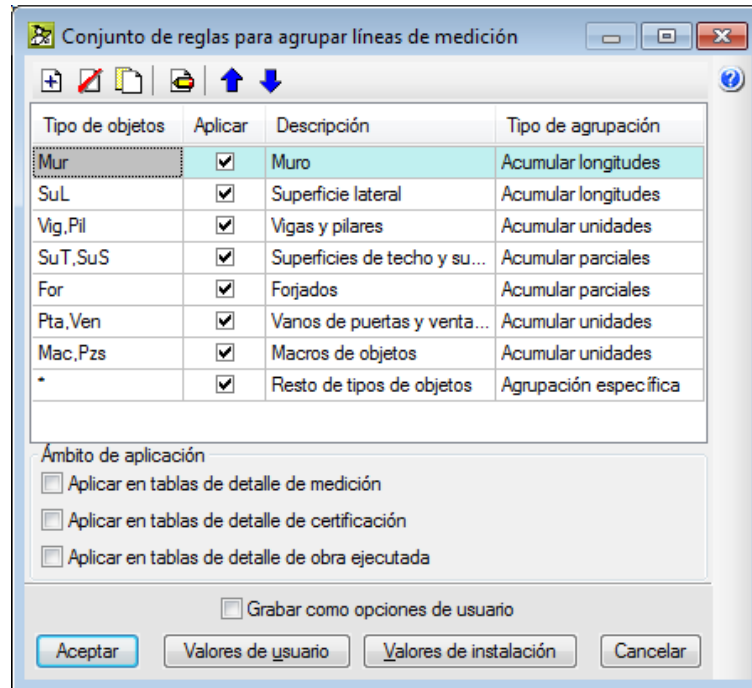 Conjunto de reglas para agrupar líneas de medición
Tipo de objetos Aplicar Descripción Tipo de agrupación
Mur Muro Acumular longitudes
SuL Superficie lateral Acumular longitudes
Vig,Pil Vigas y pilares Acumular unidades
SuT,SuS Superficies de techo y su... Acumular parciales
For Forjados Acumular parciales
Pta,Ven Vanos de puertas y venta... Acumular unidades
Mac,Pzs Macros de objetos Acumular unidades
* Resto de tipos de objetos Agrupación específica
Ámbito de aplicación
Aplicar en tablas de detalle de medición
Aplicar en tablas de detalle de certificación
Aplicar en tablas de detalle de obra ejecutada
Grabar como opciones de usuario
Aceptar Valores de usuario Valores de instalación Cancelar